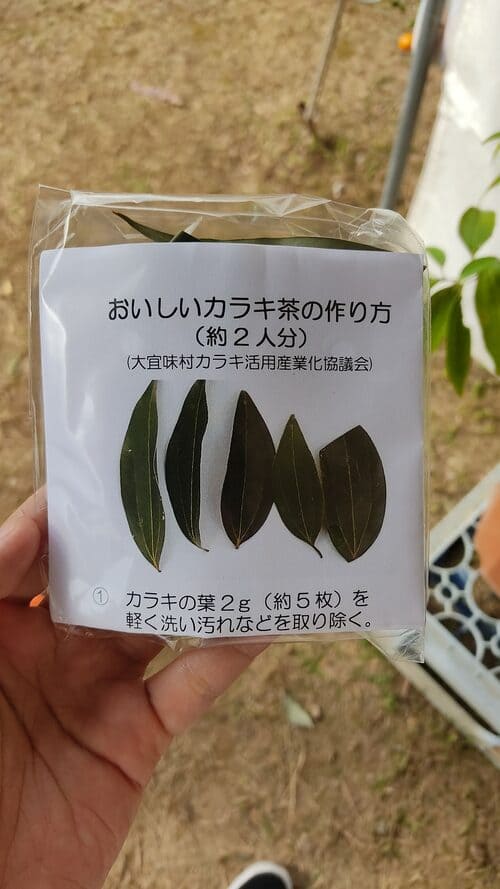 おいしいカラキ茶の作り方
（約２人分）
(大宜味村カラキ活用産業化協議会)
① カラキの葉２ｇ（約５枚）を
軽く洗い汚れなどを取り除く。